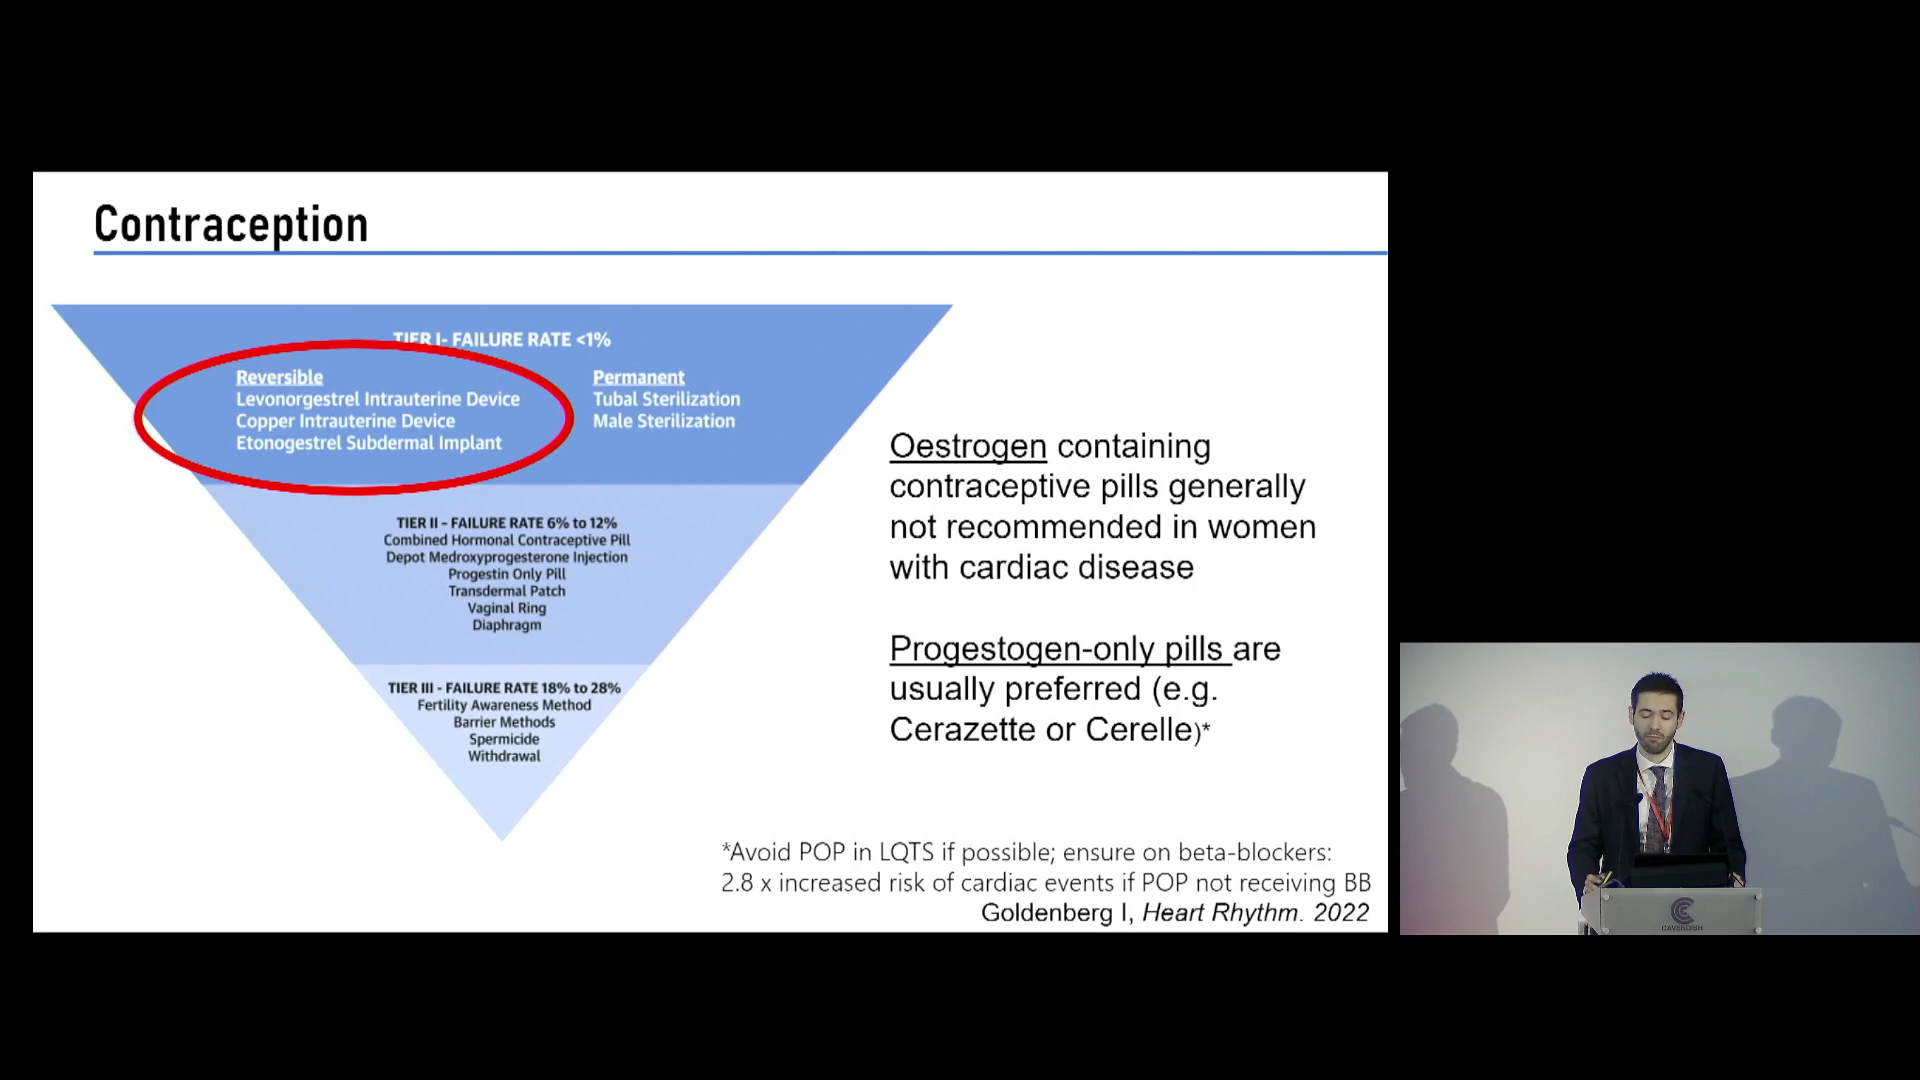 Contraception
TIER I- FAILURE RATE <1%
Reversible
Levonorgestrel Intrauterine Device
Copper Intrauterine Device
Etonogestrel Subdermal Implant
Permanent
Tubal Sterilization
Male Sterilization
TIER II - FAILURE RATE 6% to 12%
Combined Hormonal Contraceptive Pill
Depot Medroxyprogesterone Injection
Progestin Only Pill
Transdermal Patch
Vaginal Ring
Diaphragm
TIER III - FAILURE RATE 18% to 28%
Fertility Awareness Method
Barrier Methods
Spermicide
Withdrawal
Oestrogen containing
contraceptive pills generally
not recommended in women
with cardiac disease
Progestogen-only pills are
usually preferred (e.g.
Cerazette or Cerelle)*
*Avoid POP in LQTS if possible; ensure on beta-blockers:
2.8 x increased risk of cardiac events if POP not receiving BB
Goldenberg I, Heart Rhythm. 2022
CAVENDISH